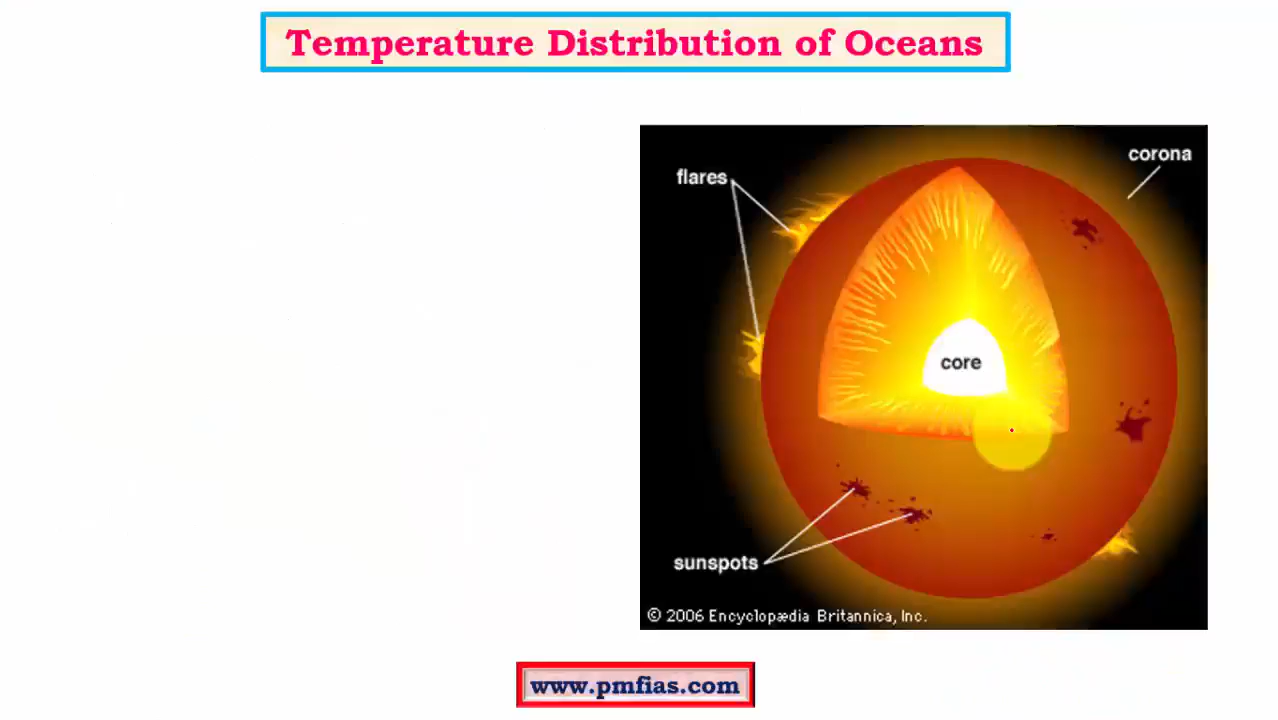 Temperature Distribution of Oceans
corona
flares
core
sunspots
© 2006 Encyclopædia Britannica, Inc.
www.pmfias.com